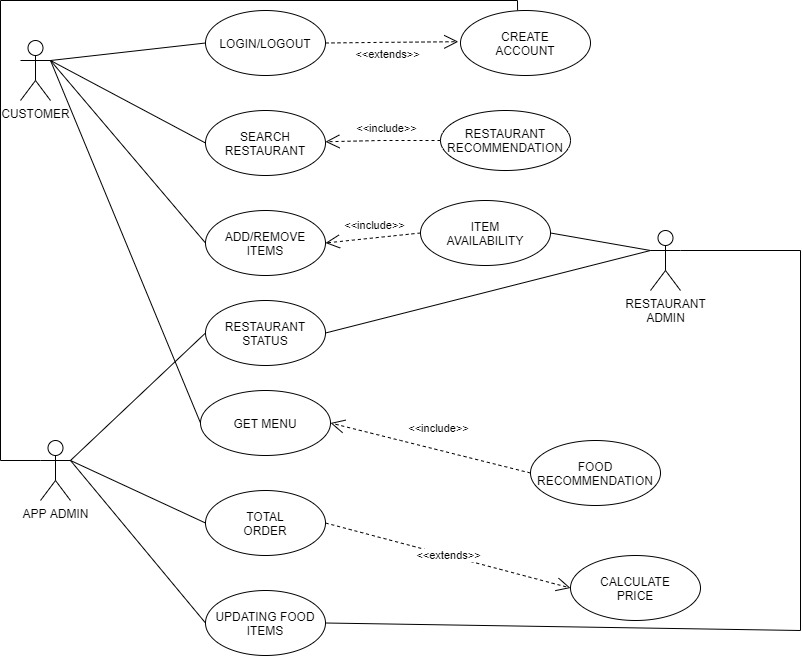 LOGIN/LOGOUT
<<extends>>
CREATE
ACCOUNT
CUSTOMER
SEARCH
RESTAURANT
<<include>>
RESTAURANT
RECOMMENDATION
ADD/REMOVE
ITEMS
<<include>>
ITEM
AVAILABILITY
RESTAURANT
ADMIN
RESTAURANT
STATUS
GET MENU
<<include>>
FOOD
RECOMMENDATION
APP ADMIN
TOTAL
ORDER
<<extends>>
CALCULATE
PRICE
UPDATING FOOD
ITEMS